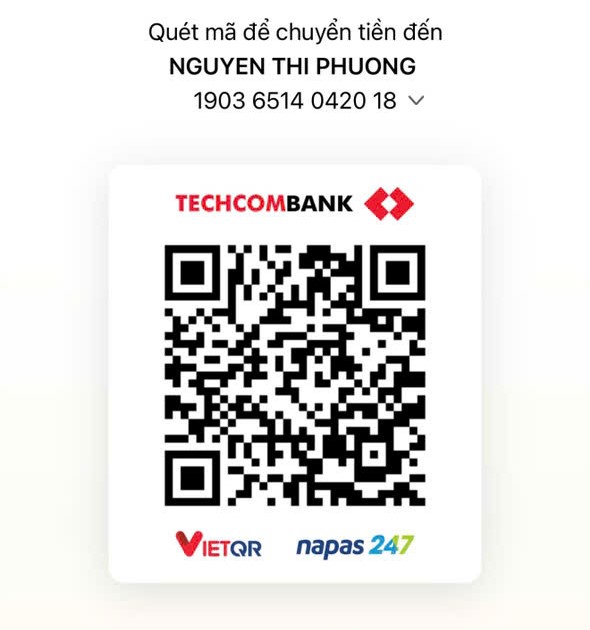 Quét mã để chuyển tiền đến
NGUYEN THI PHUONG
1903 6514 0420 18
TECHCOMBANK
VIETQR
napas 247